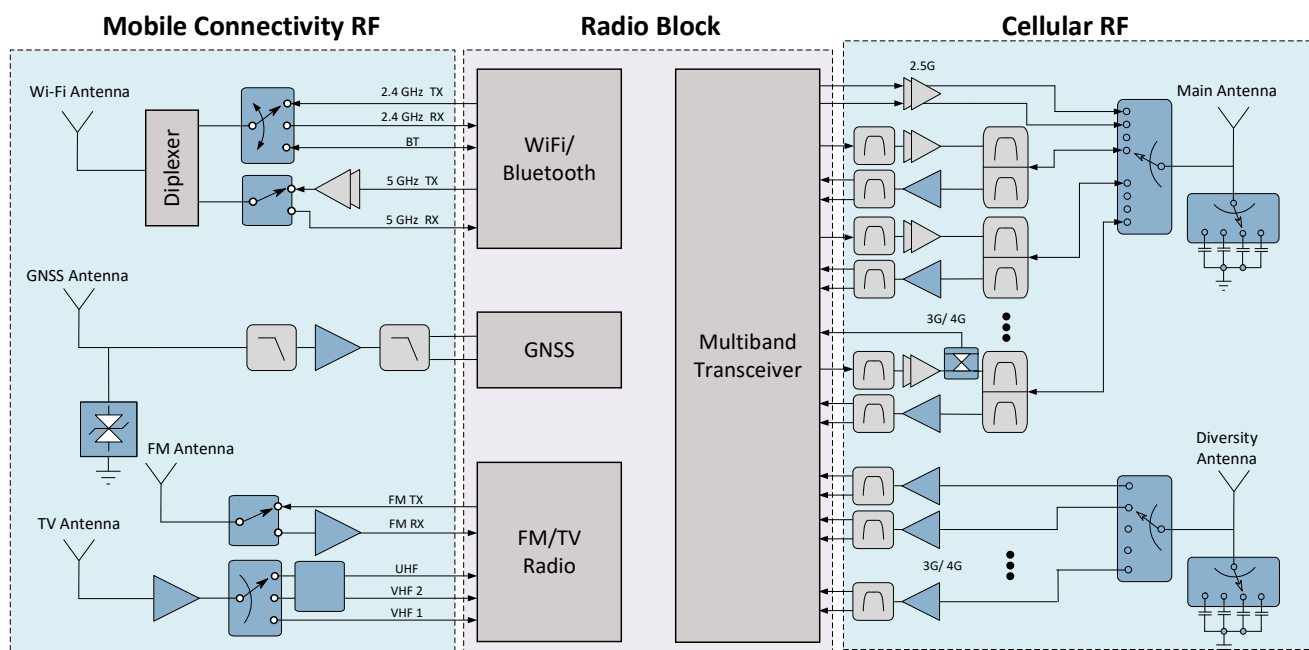 Mobile Connectivity RF
Radio Block
Cellular RF
Wi-Fi Antenna
Diplexer
2.4 GHz TX
2.4 GHz RX
BT
5 GHz TX
5 GHz RX
WiFi/
Bluetooth
GNSS Antenna
GNSS
FM Antenna
TV Antenna
FM TX
FM RX
UHF
VHF 2
VHF 1
FM/TV
Radio
Multiband
Transceiver
2.5G
Main Antenna
3G/ 4G
Diversity
Antenna
3G/ 4G